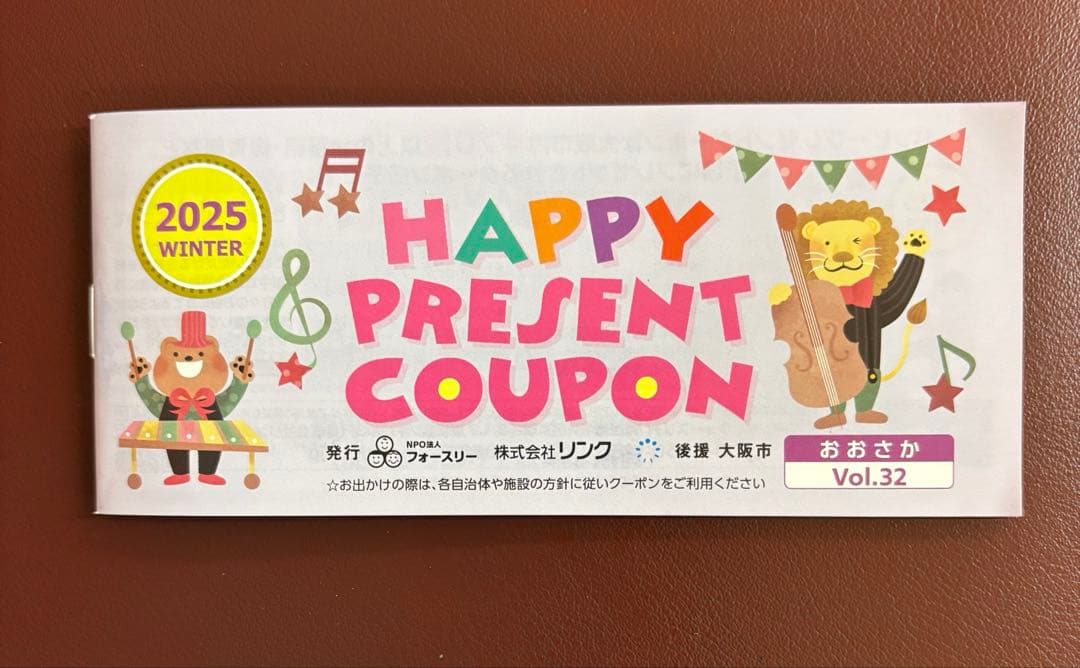 2025
WINTER
HAPPY
PRESENT
COUPON
発行 NPO法人 フォースリー 株式会社リンク 後援 大阪市
☆お出かけの際は、各自治体や施設の方針に従いクーポンをご利用ください
おおさか
Vol.32